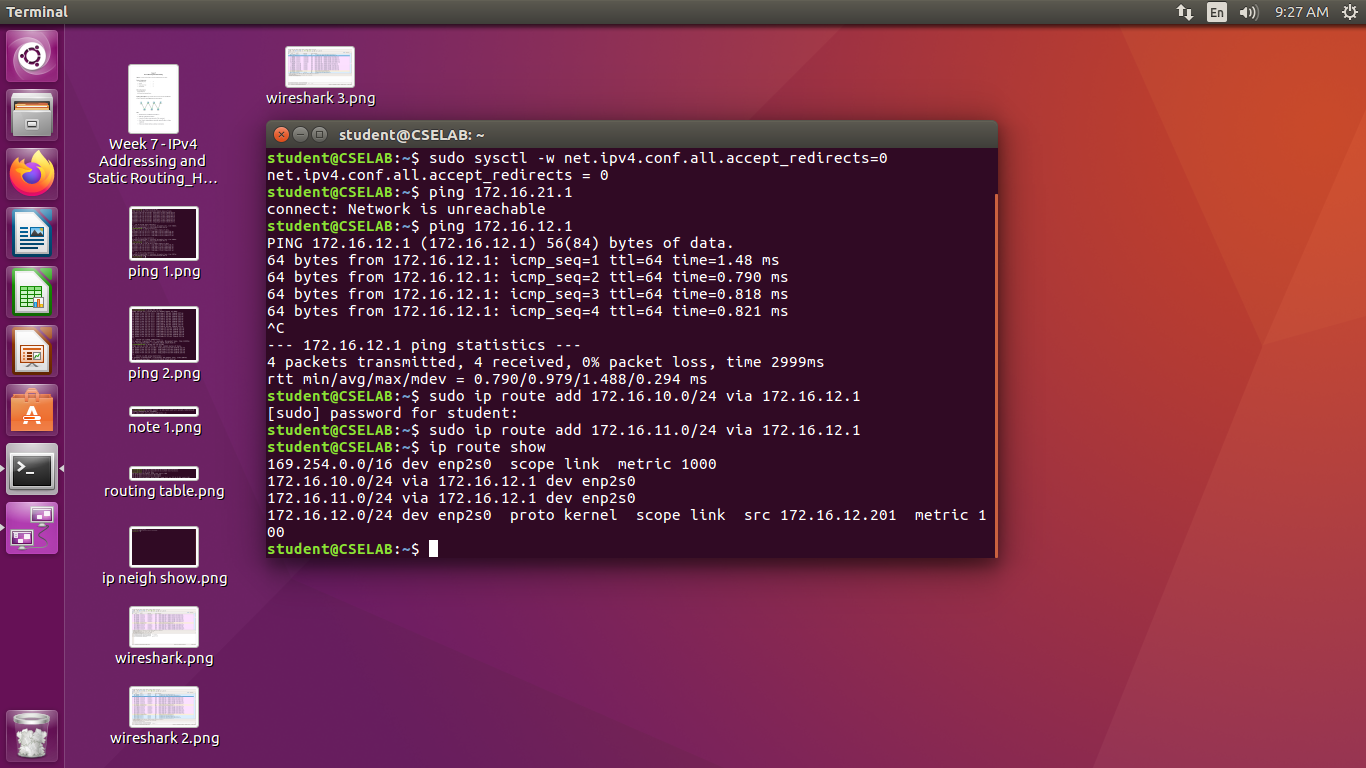 Terminal
En
9:27 AM
wireshark 3.png
Week 7 - IPv4
Addressing and
Static Routing_H...
ping 1.png
ping 2.png
note 1.png
routing table.png
ip neigh show.png
wireshark.png
wireshark 2.png
student@CSELAB: ~
student@CSELAB:~$ sudo sysctl -w net.ipv4.conf.all.accept_redirects=0
net.ipv4.conf.all.accept_redirects = 0
student@CSELAB:~$ ping 172.16.21.1
connect: Network is unreachable
student@CSELAB:~$ ping 172.16.12.1
PING 172.16.12.1 (172.16.12.1) 56(84) bytes of data.
64 bytes from 172.16.12.1: icmp_seq=1 ttl=64 time=1.48 ms
64 bytes from 172.16.12.1: icmp_seq=2 ttl=64 time=0.790 ms
64 bytes from 172.16.12.1: icmp_seq=3 ttl=64 time=0.818 ms
64 bytes from 172.16.12.1: icmp_seq=4 ttl=64 time=0.821 ms
^C
--- 172.16.12.1 ping statistics ---
4 packets transmitted, 4 received, 0% packet loss, time 2999ms
rtt min/avg/max/mdev = 0.790/0.979/1.488/0.294 ms
student@CSELAB:~$ sudo ip route add 172.16.10.0/24 via 172.16.12.1
[sudo] password for student:
student@CSELAB:~$ sudo ip route add 172.16.11.0/24 via 172.16.12.1
student@CSELAB:~$ ip route show
169.254.0.0/16 dev enp2s0  scope link  metric 1000
172.16.10.0/24 via 172.16.12.1 dev enp2s0
172.16.11.0/24 via 172.16.12.1 dev enp2s0
172.16.12.0/24 dev enp2s0  proto kernel  scope link  src 172.16.12.201  metric 1
00
student@CSELAB:~$